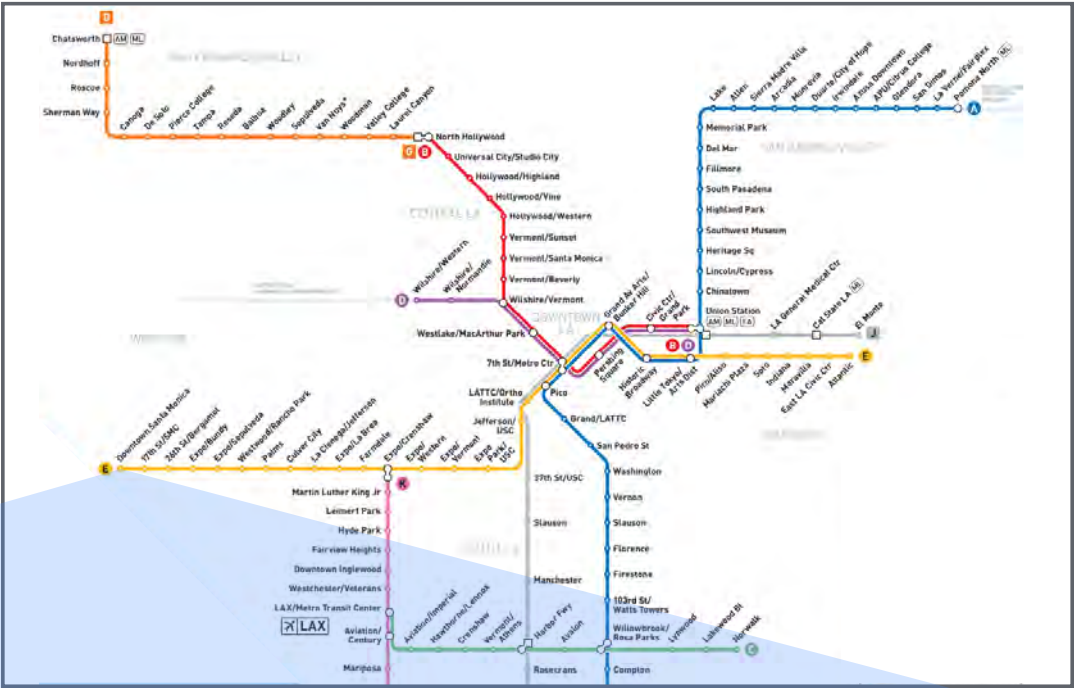 Chatsworth
AM
ML
Nordhoff
Roscoe
Sherman Way
Canoga
De Soto
Pierce College
Tampa
Reseda
Balboa
Woodley
Sepulveda
Van Nuys*
Woodman
Valley College
Laurel Canyon
North Hollywood
G B
Universal City/Studio City
Hollywood/Highland
Hollywood/Vine
Hollywood/Western
CENTRAL LA
Vermont/Sunset
Vermont/Santa Monica
Vermont/Beverly
Wilshire/Western
Wilshire/
Normandie
D
Wilshire/Vermont
Westlake/MacArthur Park
DOWNTOWN
LA
7th St/Metro Ctr
Grand Av Arts/
Bunker Hill
Civic Ctr/
Grand
Park
Pershing
Square
B D
Historic
Broadway
Little Tokyo/
Arts Dist
Lake
Allen
Sierra Madre Villa
Arcadia
Monrovia
Duarte/City of Hope
Irwindale
Azusa Downtown
APU/Citrus College
Glendora
San Dimas
La Verne/Fairplex
Pomona North
ML
A
Memorial Park
Del Mar
Fillmore
South Pasadena
Highland Park
Southwest Museum
Heritage Sq
Lincoln/Cypress
Chinatown
Union Station
AM ML FA
LA General Medical Ctr
Cal State LA
ML
El Monte
J
E
Pico/Aliso
Mariachi Plaza
Soto
Indiana
Maravilla
East LA Civic Ctr
Atlantic
LATTC/Ortho
Institute
Pico
Jefferson/
USC
Grand/LATTC
San Pedro St
Washington
Vernon
Slauson
Florence
Firestone
103rd St/
Watts Towers
Willowbrook/
Rosa Parks
Compton
37th St/USC
Slauson
Manchester
Harbor Fwy
Rosecrans
E
Downtown Santa Monica
17th St/SMC
26th St/Bergamot
Expo/Bundy
Expo/Sepulveda
Westwood/Rancho Park
Palms
Culver City
La Cienega/Jefferson
Expo/La Brea
Farmdale
Expo/Crenshaw
Expo/
Western
Expo/
Vermont
Expo
Park/
USC
K
Martin Luther King Jr
Leimert Park
Hyde Park
Fairview Heights
Downtown Inglewood
Westchester/Veterans
LAX/Metro Transit Center
LAX
Aviation/
Century
Mariposa
Aviation/Imperial
Hawthorne/Lennox
Crenshaw
Vermont/
Athens
Avalon
Lynwood
Lakewood Bl
Norwalk
C